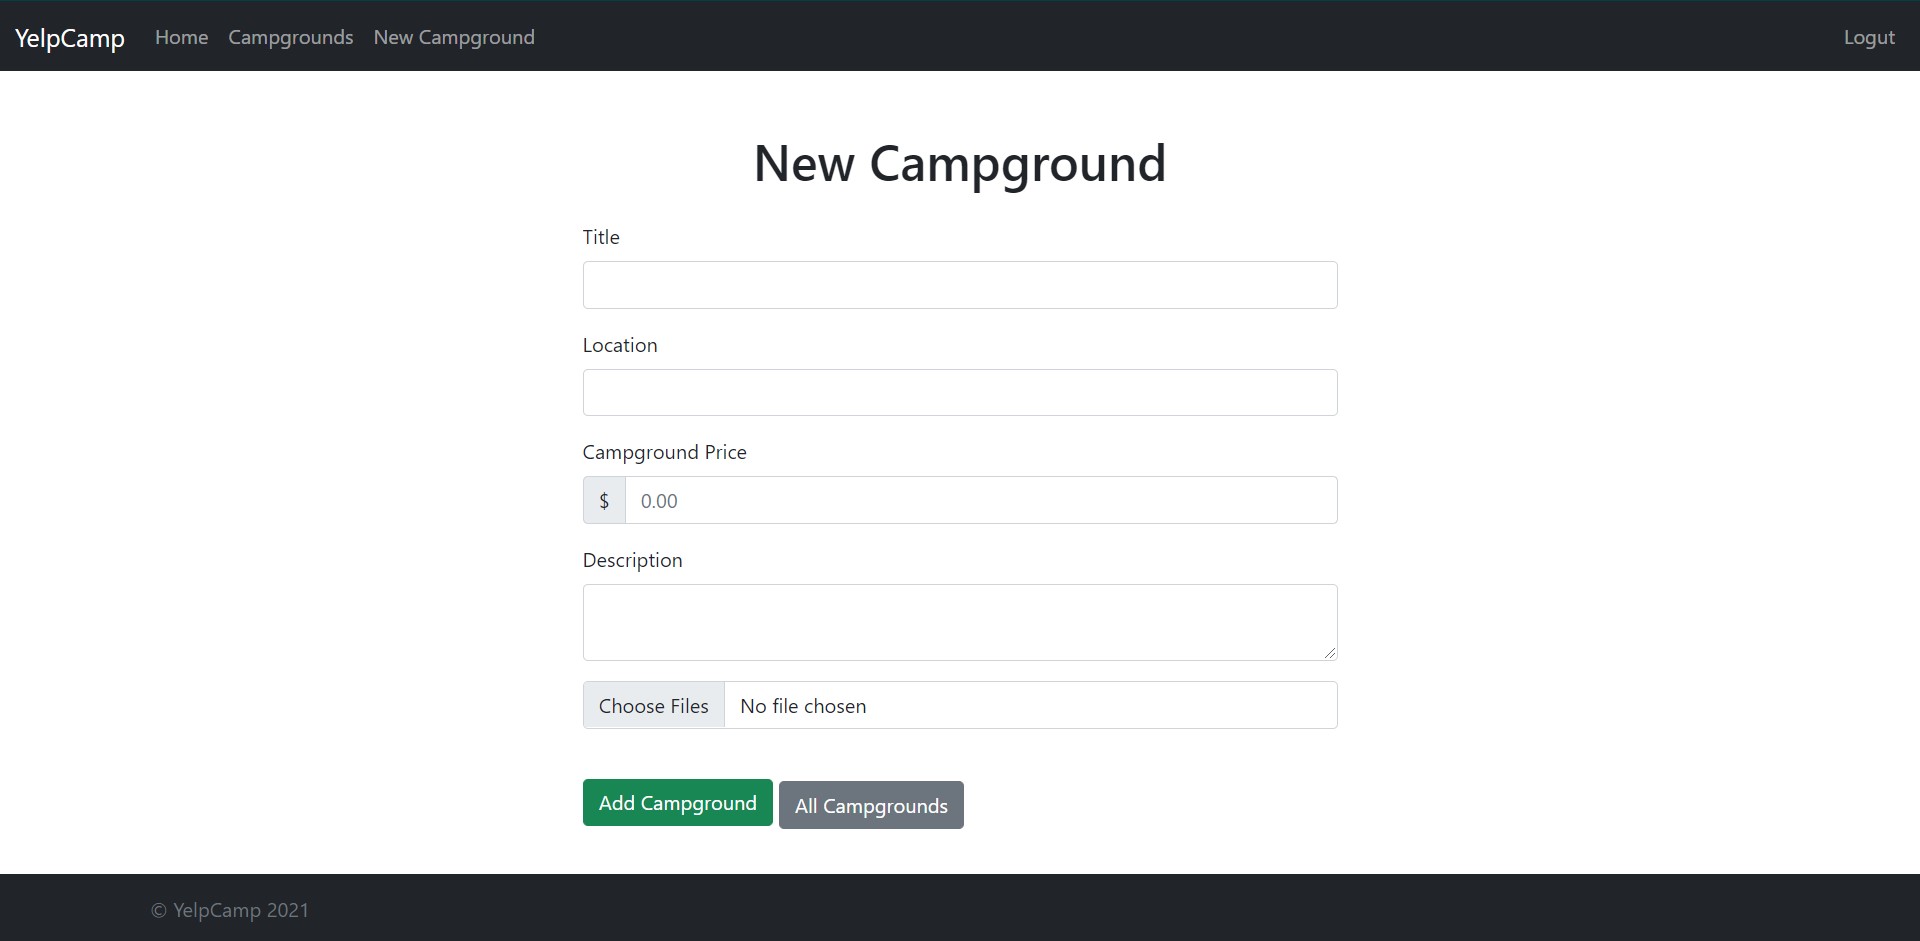 YelpCamp Home Campgrounds New Campground Logut
New Campground
Title
Location
Campground Price
$ 0.00
Description
Choose Files No file chosen
Add Campground All Campgrounds
© YelpCamp 2021